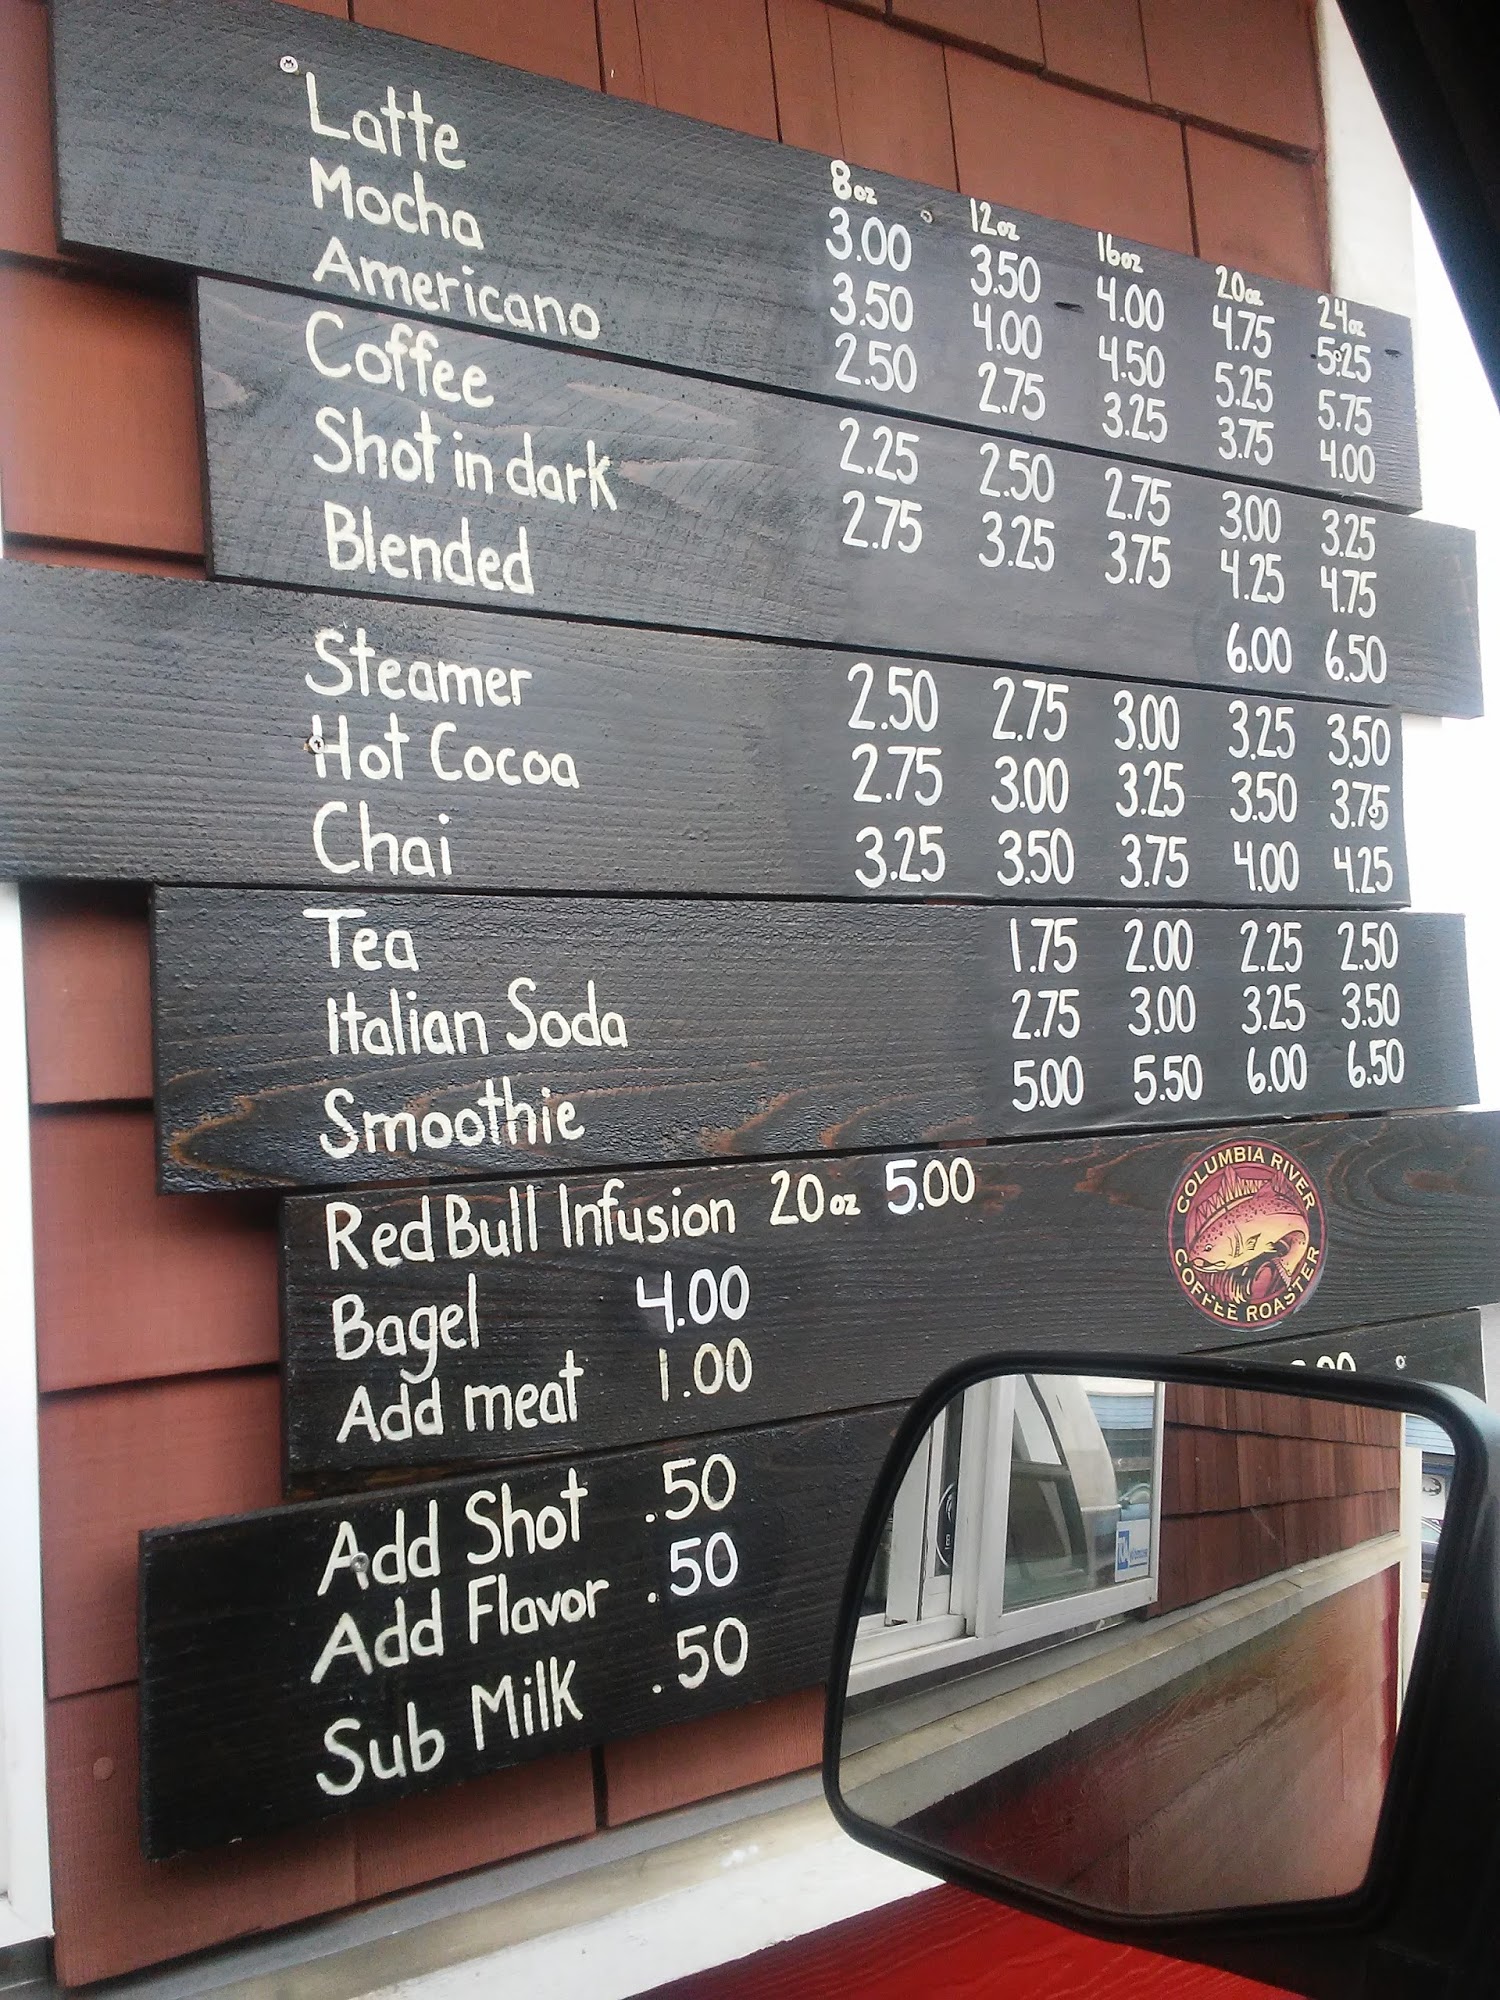 8oz 12oz 16oz 20oz 24oz
Latte 3.00 3.50 4.00 4.75 5.25
Mocha 3.50 4.00 4.50 5.25 5.75
Americano 2.50 2.75 3.25 3.75 4.00
Coffee 2.25 2.50 2.75 3.00 3.25
Shot in dark 2.75 3.25 3.75 4.25 4.75
Blended 6.00 6.50
Steamer 2.50 2.75 3.00 3.25 3.50
Hot Cocoa 2.75 3.00 3.25 3.50 3.75
Chai 3.25 3.50 3.75 4.00 4.25
Tea 1.75 2.00 2.25 2.50
Italian Soda 2.75 3.00 3.25 3.50
Smoothie 5.00 5.50 6.00 6.50
Red Bull Infusion 20oz 5.00
COLUMBIA RIVER
COFFEE ROASTER
Bagel 4.00
Add meat 1.00
Add Shot .50
Add Flavor .50
Sub Milk .50